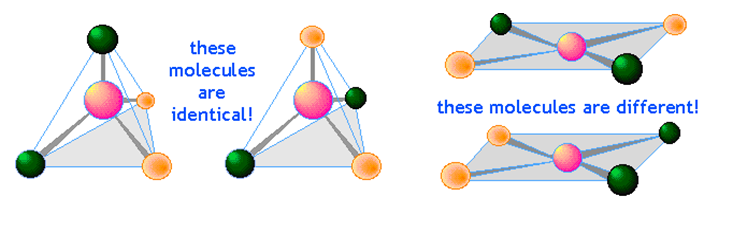 these
molecules
are
identical!
these molecules are different!